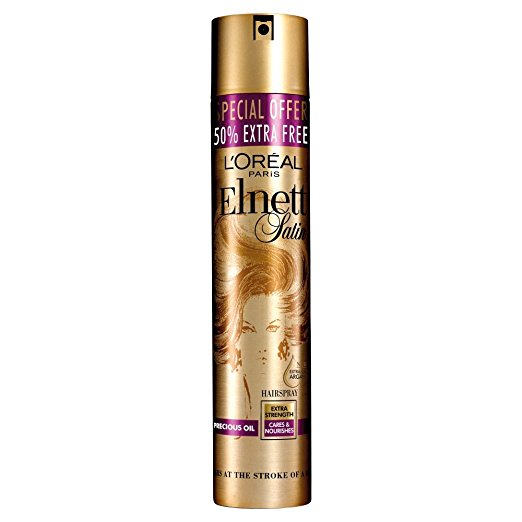 SPECIAL OFFER
50% EXTRA FREE
L'ORÉAL
PARIS
Elnett
Satin
ARGA
HAIRSPRAY
EXTRA
STRENGTH
PRECIOUS OIL
CARES &
NOURISHES
AT THE STROKE OF A